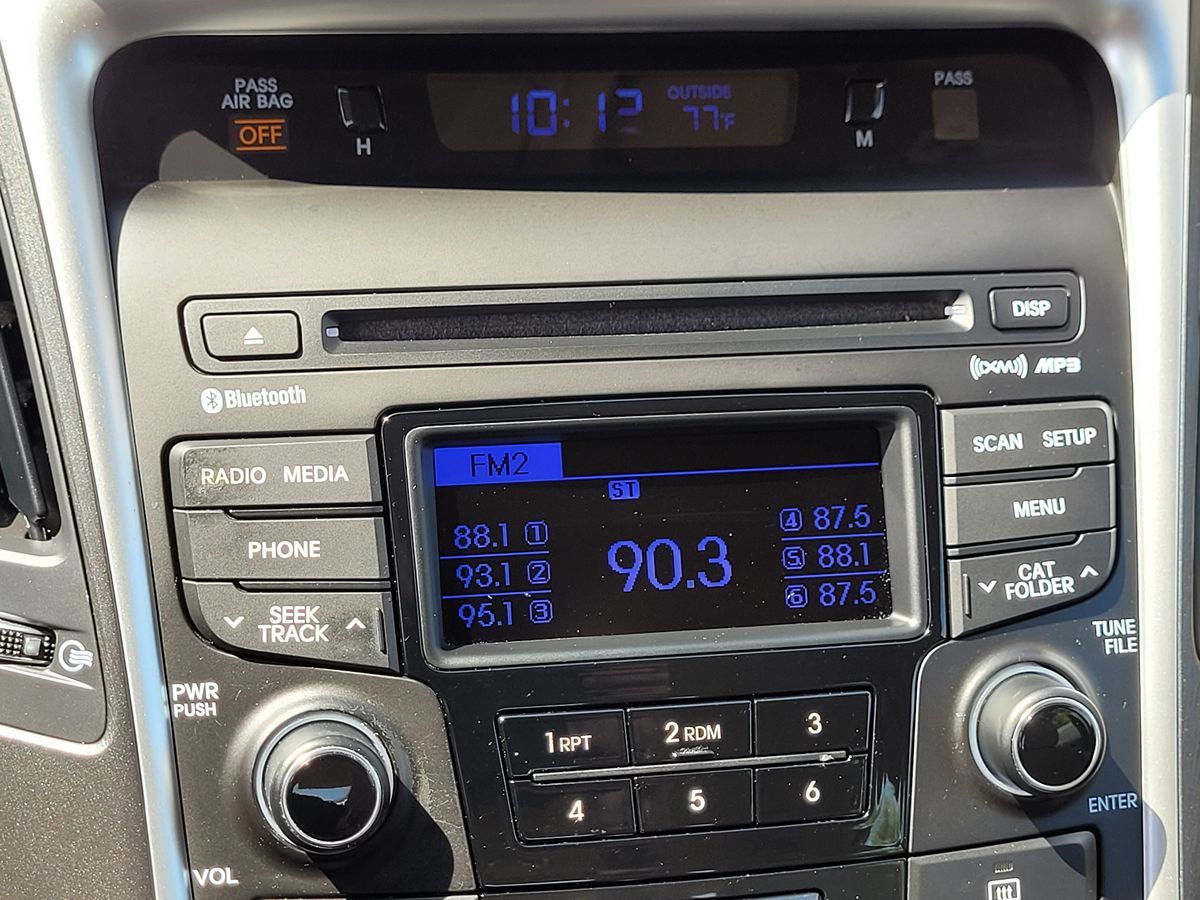 PASS
AIR BAG
OFF
H
10:12
OUTSIDE
77°F
M
PASS
DISP
Bluetooth
XM MP3
RADIO MEDIA
PHONE
SEEK
TRACK
FM2
ST
88.1 1
93.1 2
95.1 3
90.3
4 87.5
5 88.1
6 87.5
SCAN SETUP
MENU
CAT
FOLDER
PWR
PUSH
VOL
1 RPT
2 RDM
3
4
5
6
TUNE
FILE
ENTER